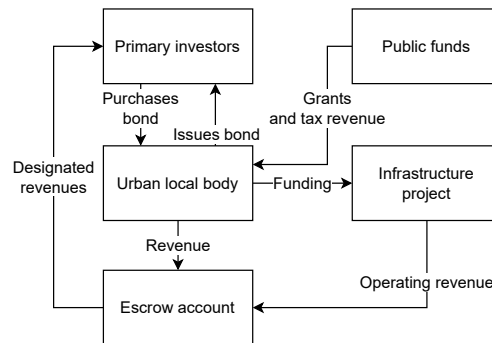 Primary investors
Public funds
Purchases
bond
Grants
and tax revenue
Issues bond
Designated
revenues
Urban local body
Funding
Infrastructure
project
Revenue
Operating revenue
Escrow account